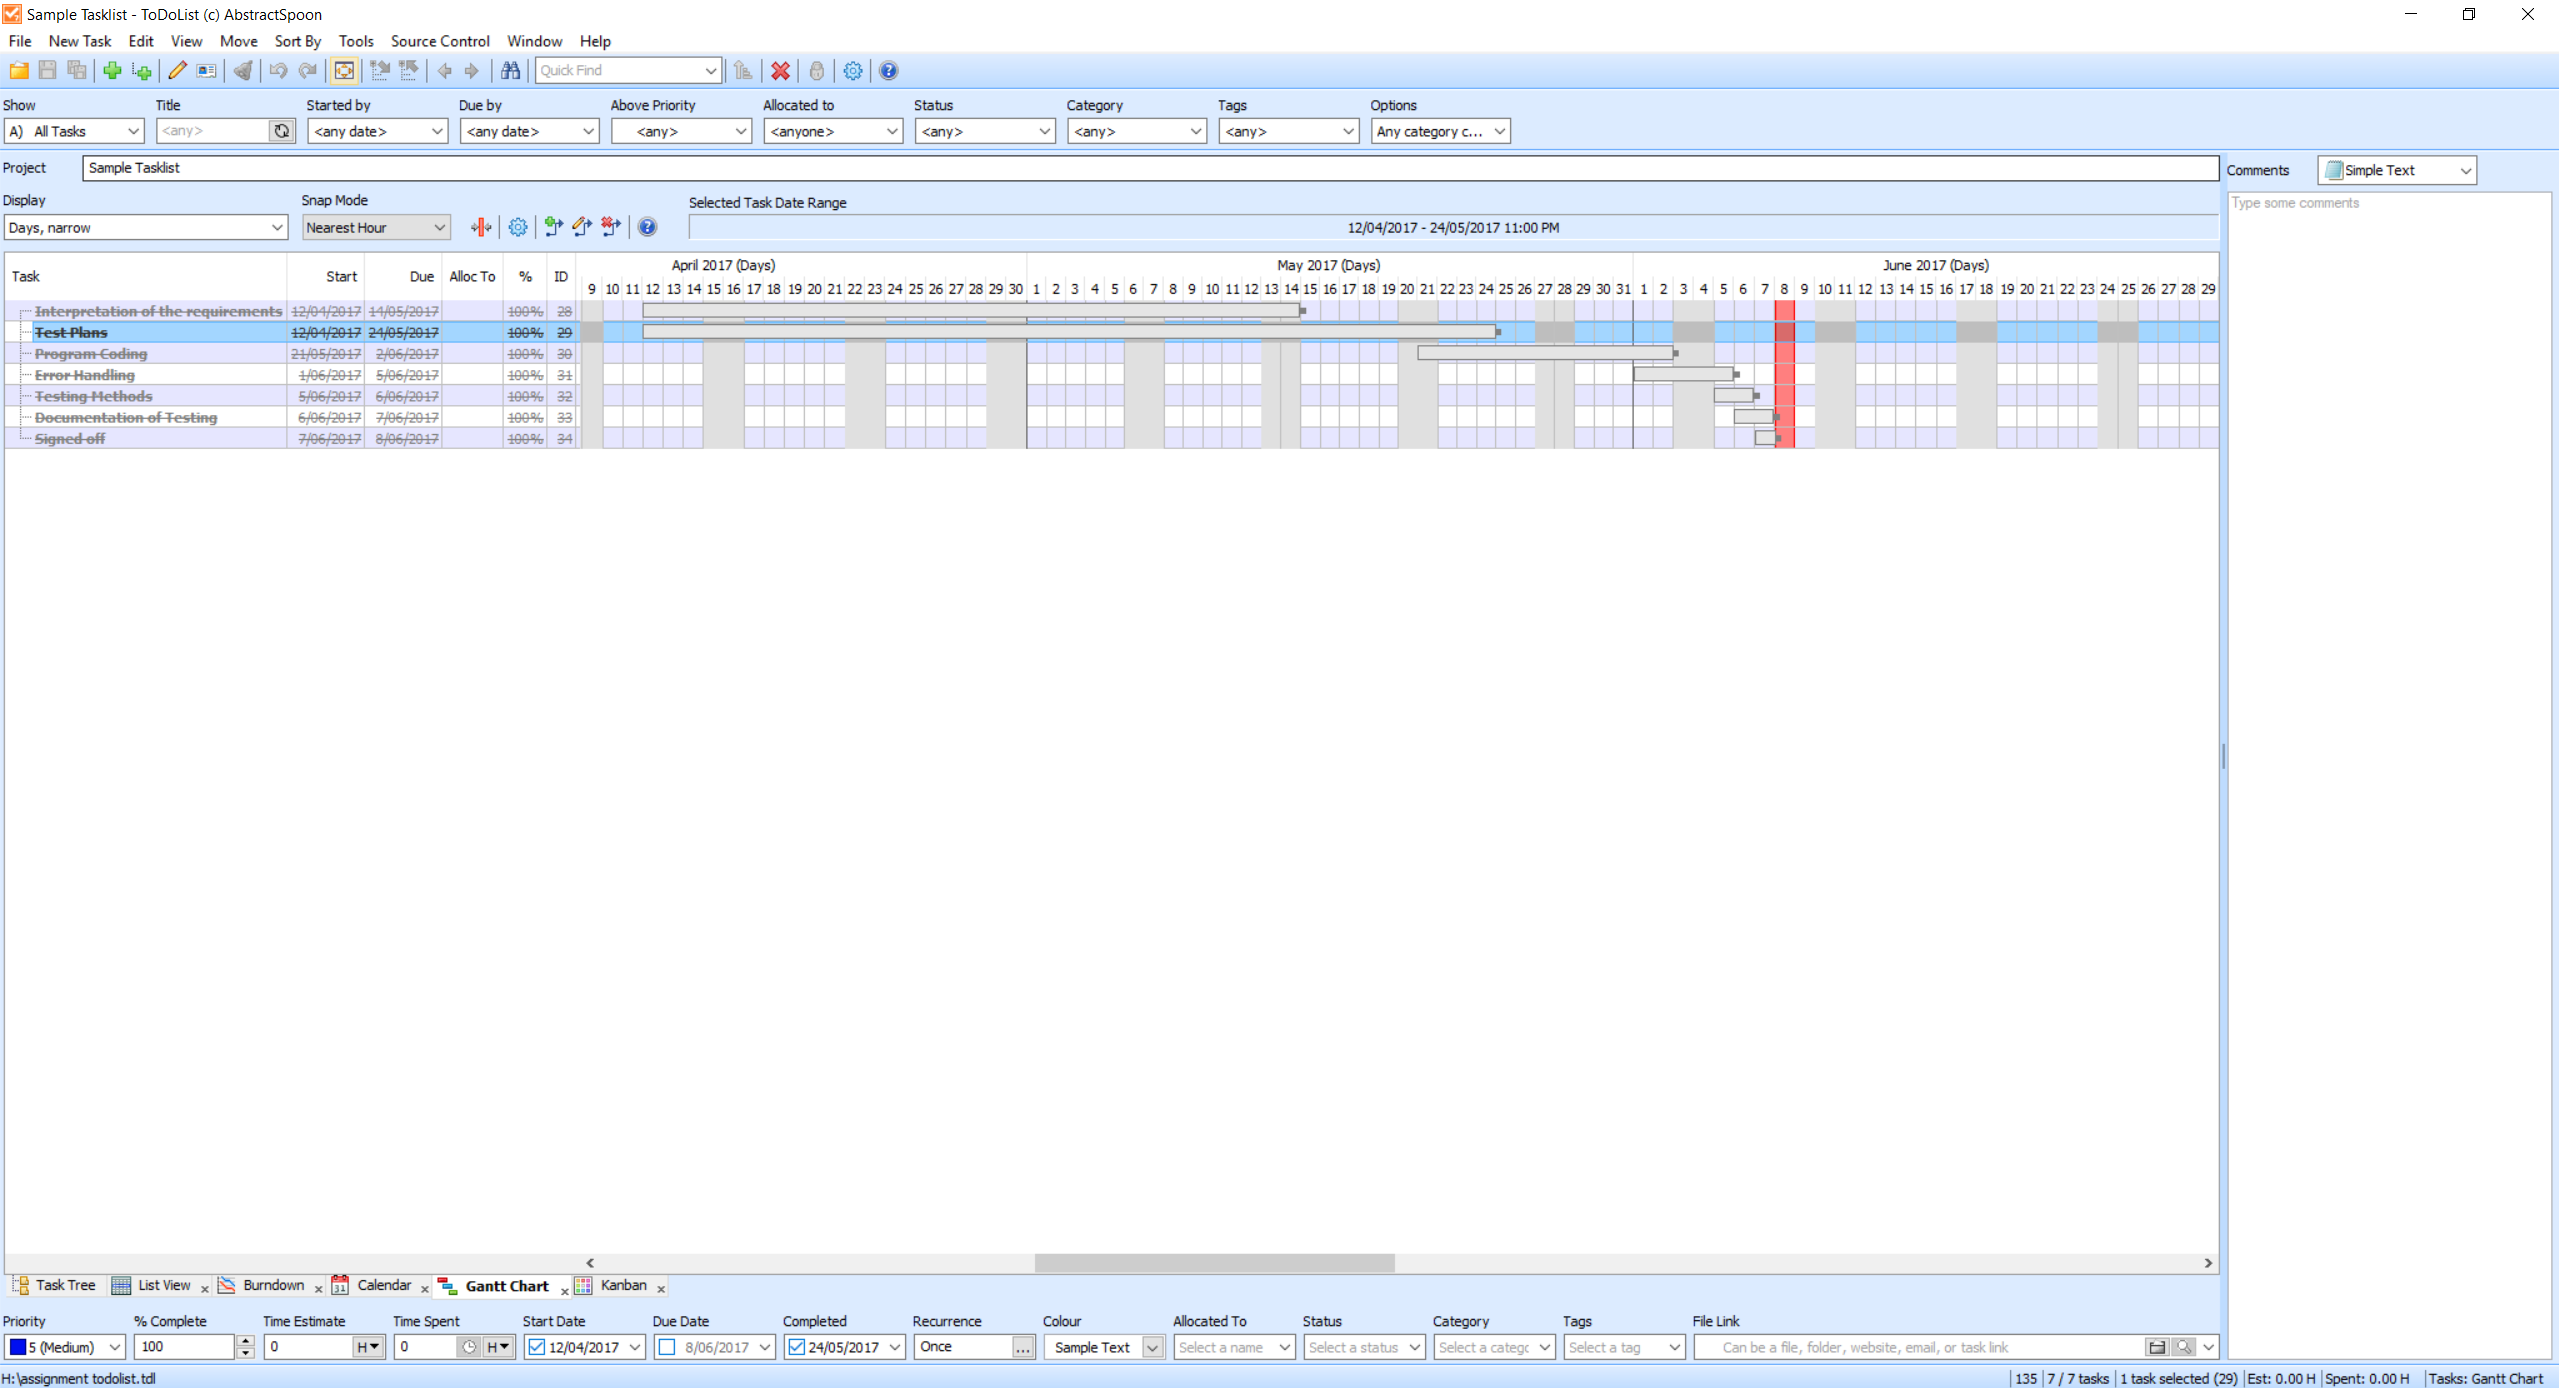 Sample Tasklist - ToDoList (c) AbstractSpoon
File New Task Edit View Move Sort By Tools Source Control Window Help
Quick Find
Show Title Started by Due by Above Priority Allocated to Status Category Tags Options
A) All Tasks <any> <any date> <any date> <any> <anyone> <any> <any> <any> Any category c...
Project Sample Tasklist Comments Simple Text
Type some comments
Display Snap Mode Selected Task Date Range
Days, narrow Nearest Hour 12/04/2017 - 24/05/2017 11:00 PM
April 2017 (Days) May 2017 (Days) June 2017 (Days)
Task Start Due Alloc To % ID
9 10 11 12 13 14 15 16 17 18 19 20 21 22 23 24 25 26 27 28 29 30 1 2 3 4 5 6 7 8 9 10 11 12 13 14 15 16 17 18 19 20 21 22 23 24 25 26 27 28 29 30 31 1 2 3 4 5 6 7 8 9 10 11 12 13 14 15 16 17 18 19 20 21 22 23 24 25 26 27 28 29
Interpretation of the requirements 12/04/2017 14/05/2017 100% 28
Test Plans 12/04/2017 24/05/2017 100% 29
Program Coding 21/05/2017 2/06/2017 100% 30
Error Handling 1/06/2017 5/06/2017 100% 31
Testing Methods 5/06/2017 6/06/2017 100% 32
Documentation of Testing 6/06/2017 7/06/2017 100% 33
Signed off 7/06/2017 8/06/2017 100% 34
Task Tree List View Burndown 31 Calendar Gantt Chart Kanban
Priority % Complete Time Estimate Time Spent Start Date Due Date Completed Recurrence Colour Allocated To Status Category Tags File Link
5 (Medium) 100 0 H 0 H 12/04/2017 8/06/2017 24/05/2017 Once ... Sample Text Select a name Select a status Select a categc Select a tag Can be a file, folder, website, email, or task link
H:\assignment todolist.tdl 135 7 / 7 tasks 1 task selected (29) Est: 0.00 H Spent: 0.00 H Tasks: Gantt Chart